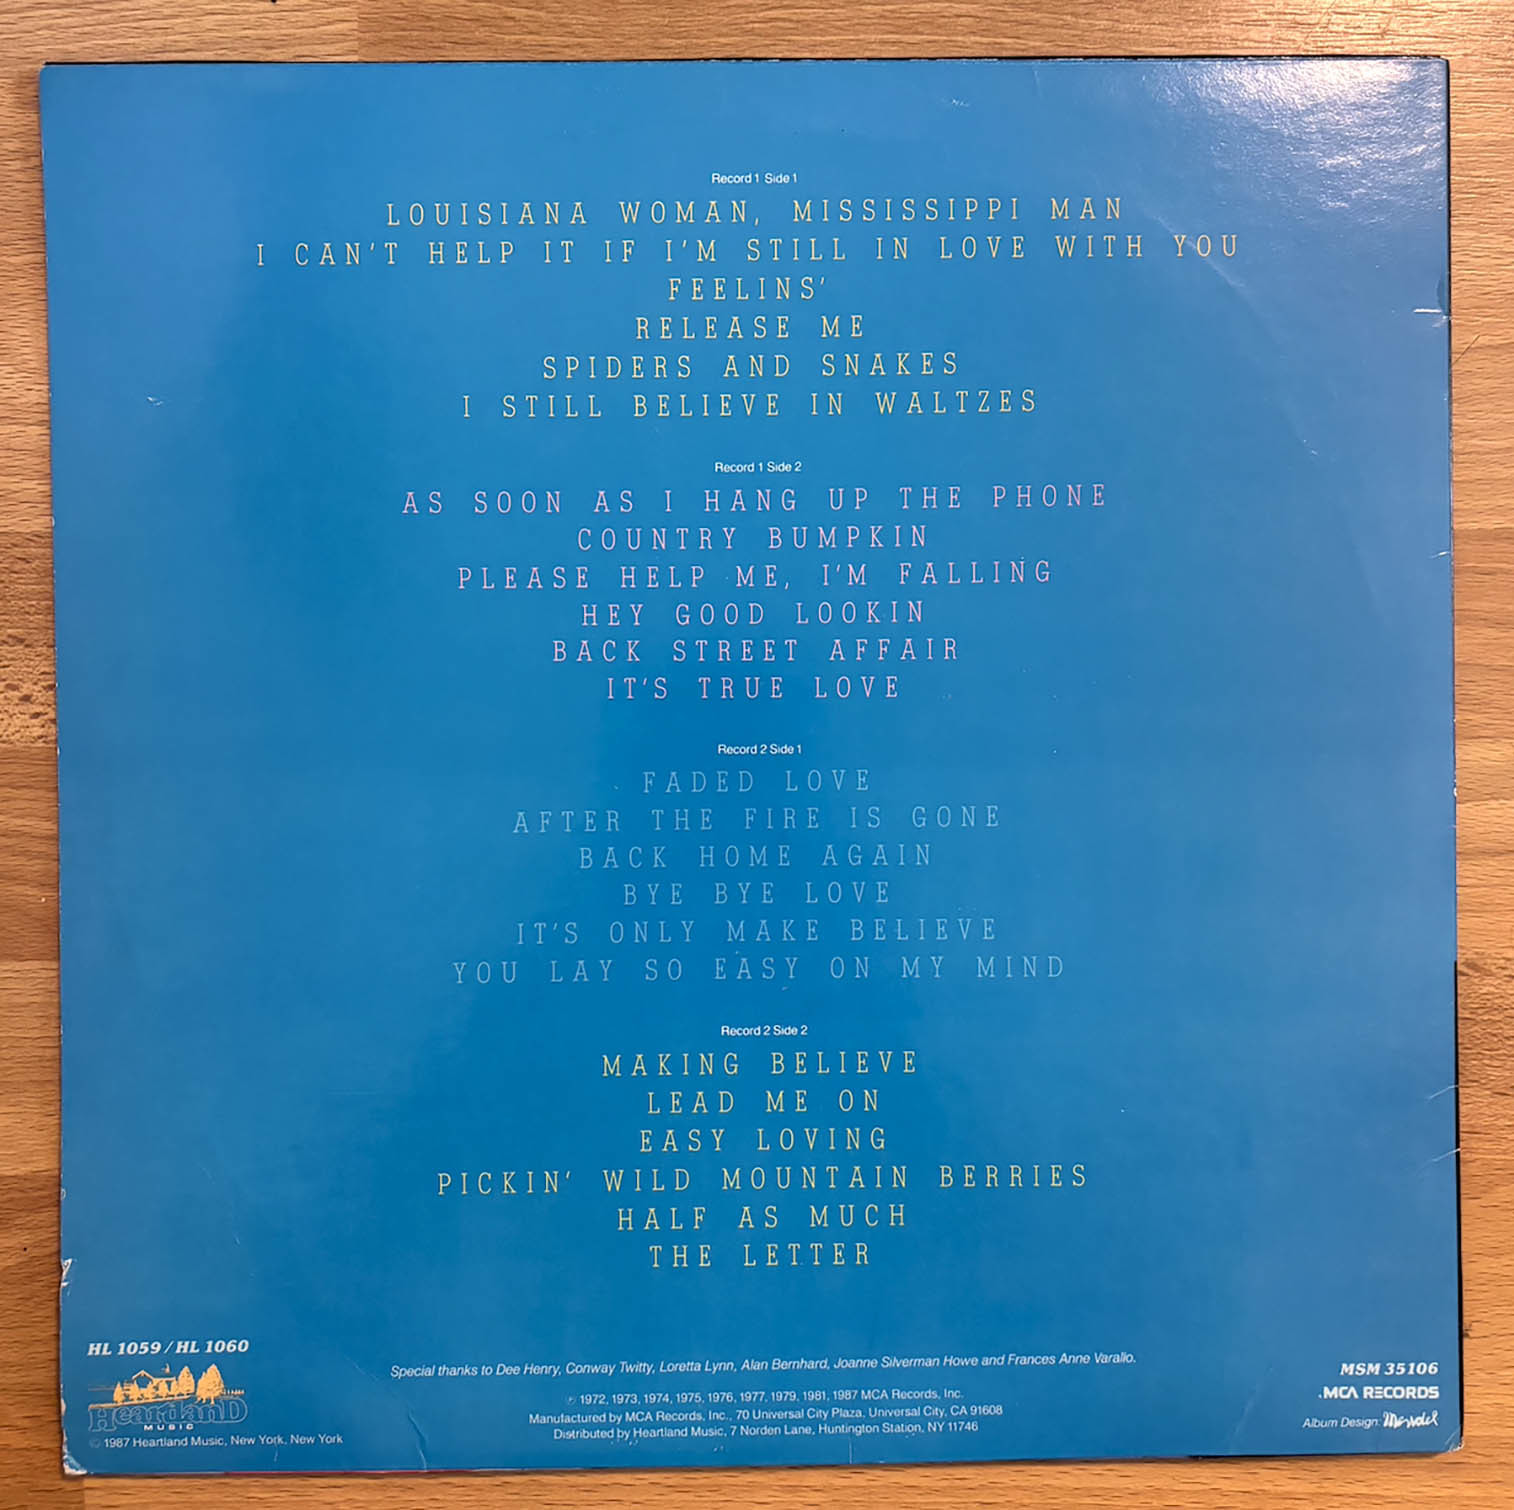 Record 1 Side 1
LOUISIANA WOMAN, MISSISSIPPI MAN
I CAN'T HELP IT IF I'M STILL IN LOVE WITH YOU
FEELINS'
RELEASE ME
SPIDERS AND SNAKES
I STILL BELIEVE IN WALTZES
Record 1 Side 2
AS SOON AS I HANG UP THE PHONE
COUNTRY BUMPKIN
PLEASE HELP ME, I'M FALLING
HEY GOOD LOOKIN
BACK STREET AFFAIR
IT'S TRUE LOVE
Record 2 Side 1
FADED LOVE
AFTER THE FIRE IS GONE
BACK HOME AGAIN
BYE BYE LOVE
IT'S ONLY MAKE BELIEVE
YOU LAY SO EASY ON MY MIND
Record 2 Side 2
MAKING BELIEVE
LEAD ME ON
EASY LOVING
PICKIN' WILD MOUNTAIN BERRIES
HALF AS MUCH
THE LETTER
HL 1059/HL 1060
HeartlanD
MUSIC
© 1987 Heartland Music, New York, New York
Special thanks to Dee Henry, Conway Twitty, Loretta Lynn, Alan Bernhard, Joanne Silverman Howe and Frances Anne Varallo.
℗ 1972, 1973, 1974, 1975, 1976, 1977, 1979, 1981, 1987 MCA Records, Inc.
Manufactured by MCA Records, Inc., 70 Universal City Plaza, Universal City, CA 91608
Distributed by Heartland Music, 7 Norden Lane, Huntington Station, NY 11746
MSM 35106
MCA RECORDS
Album Design: